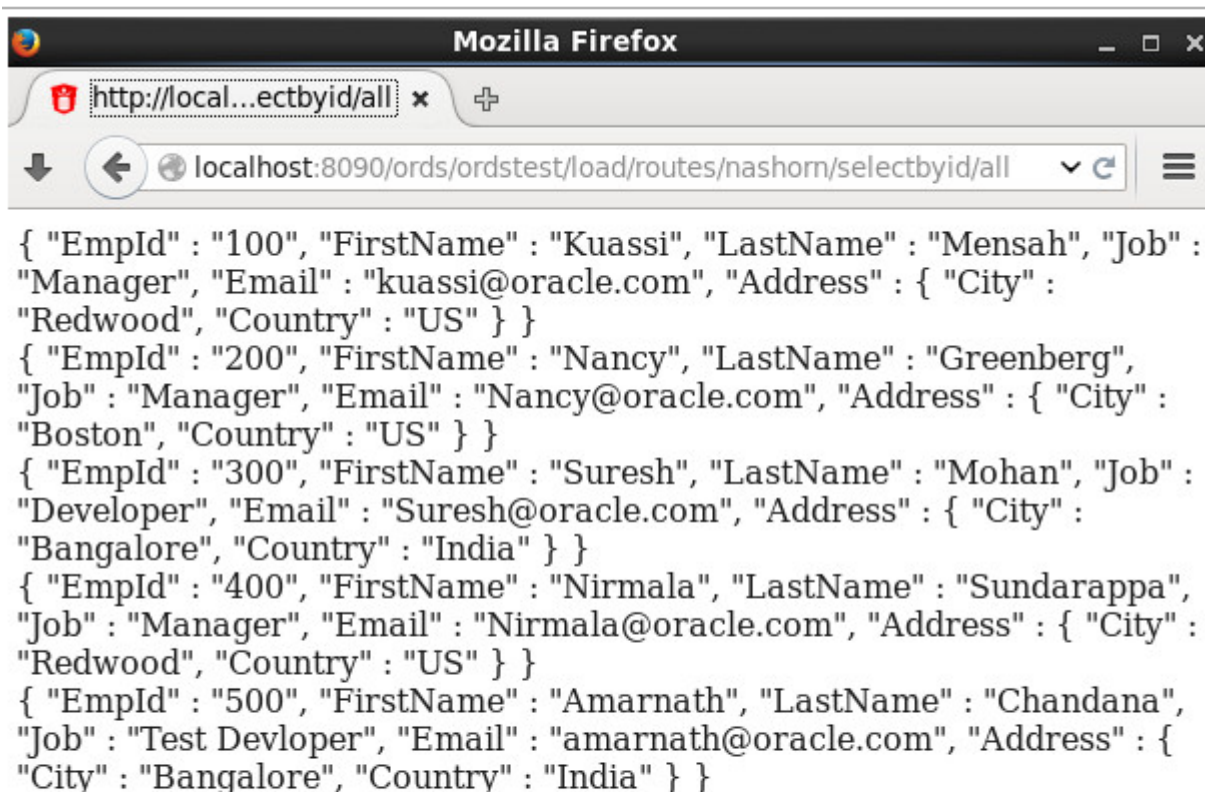 Mozilla Firefox
http://local...ectbyid/all
localhost:8090/ords/ordstest/load/routes/nashorn/selectbyid/all
{ "EmpId" : "100", "FirstName" : "Kuassi", "LastName" : "Mensah", "Job" :
"Manager", "Email" : "kuassi@oracle.com", "Address" : { "City" :
"Redwood", "Country" : "US" } }
{ "EmpId" : "200", "FirstName" : "Nancy", "LastName" : "Greenberg",
"Job" : "Manager", "Email" : "Nancy@oracle.com", "Address" : { "City" :
"Boston", "Country" : "US" } }
{ "EmpId" : "300", "FirstName" : "Suresh", "LastName" : "Mohan", "Job" :
"Developer", "Email" : "Suresh@oracle.com", "Address" : { "City" :
"Bangalore", "Country" : "India" } }
{ "EmpId" : "400", "FirstName" : "Nirmala", "LastName" : "Sundarappa",
"Job" : "Manager", "Email" : "Nirmala@oracle.com", "Address" : { "City" :
"Redwood", "Country" : "US" } }
{ "EmpId" : "500", "FirstName" : "Amarnath", "LastName" : "Chandana",
"Job" : "Test Devloper", "Email" : "amarnath@oracle.com", "Address" : {
"City" : "Bangalore", "Country" : "India" } }